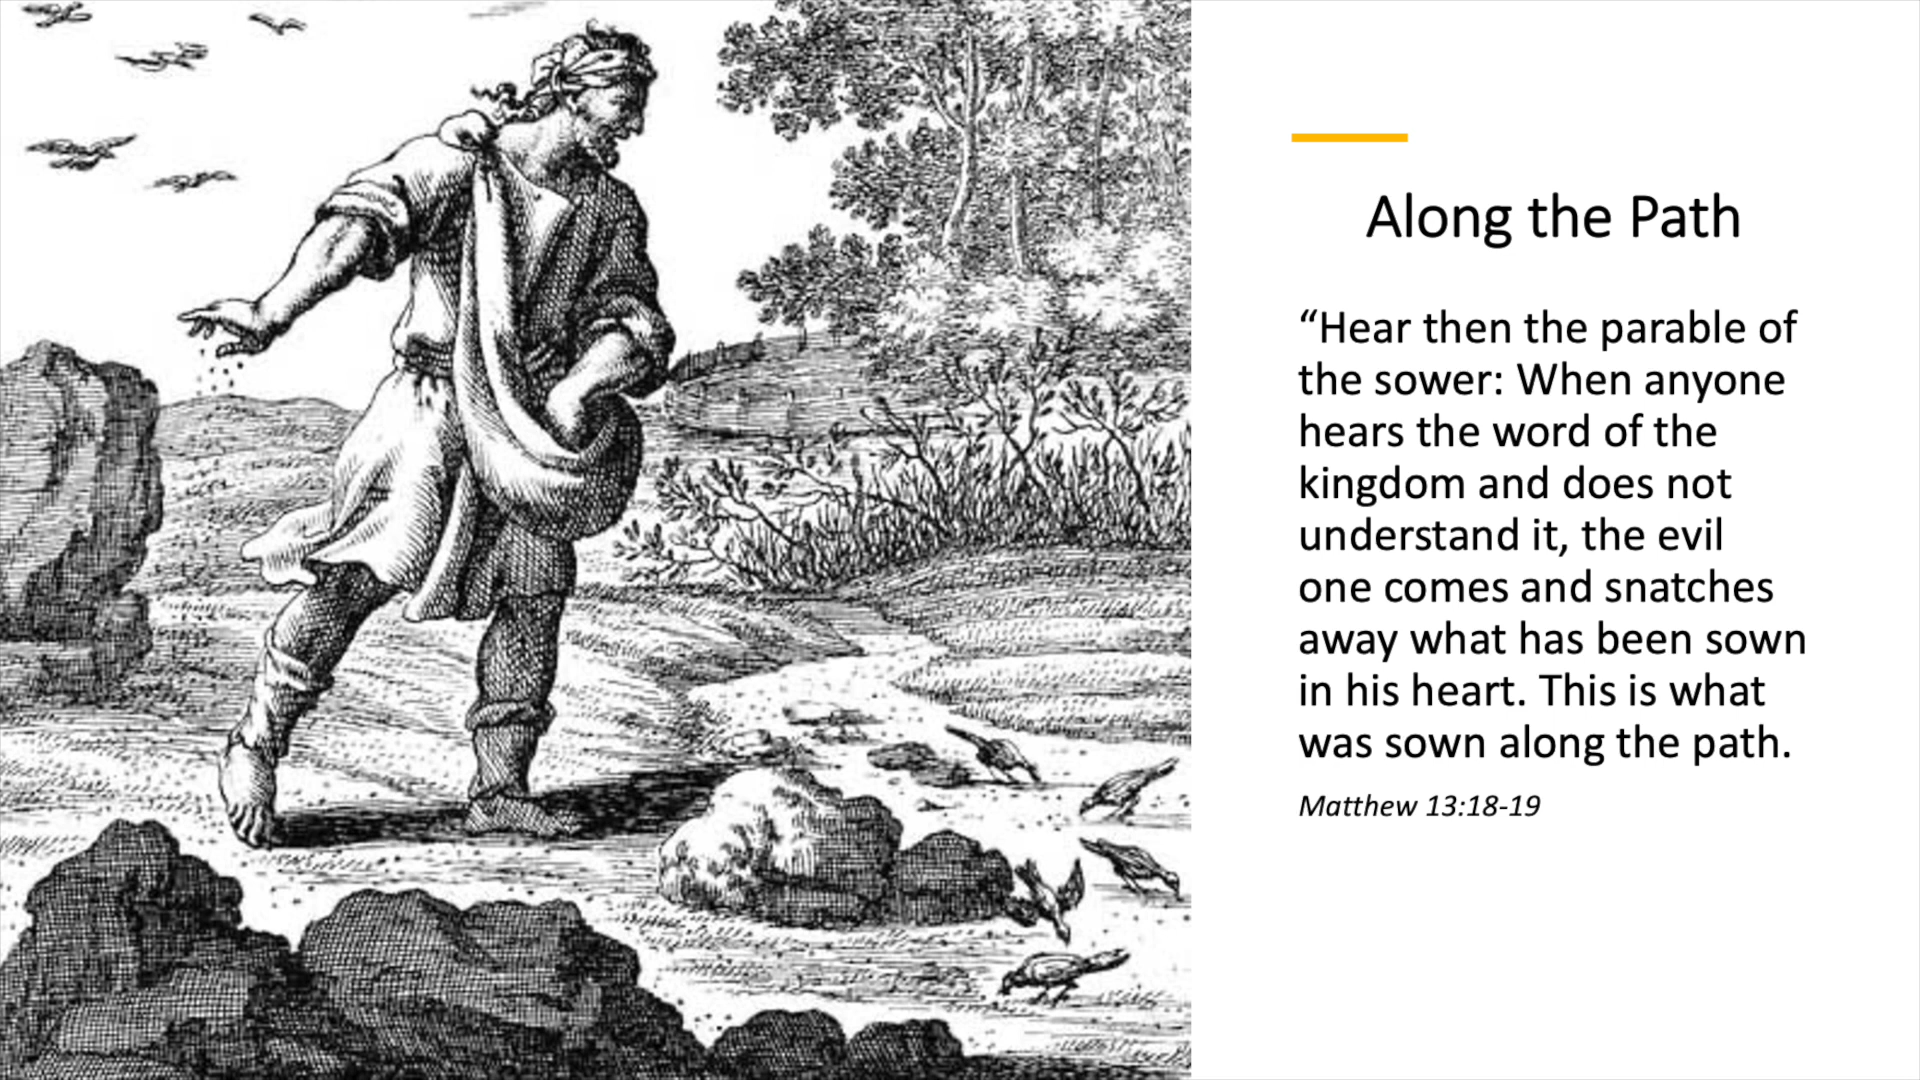 Along the Path
“Hear then the parable of
the sower: When anyone
hears the word of the
kingdom and does not
understand it, the evil
one comes and snatches
away what has been sown
in his heart. This is what
was sown along the path.
Matthew 13:18-19